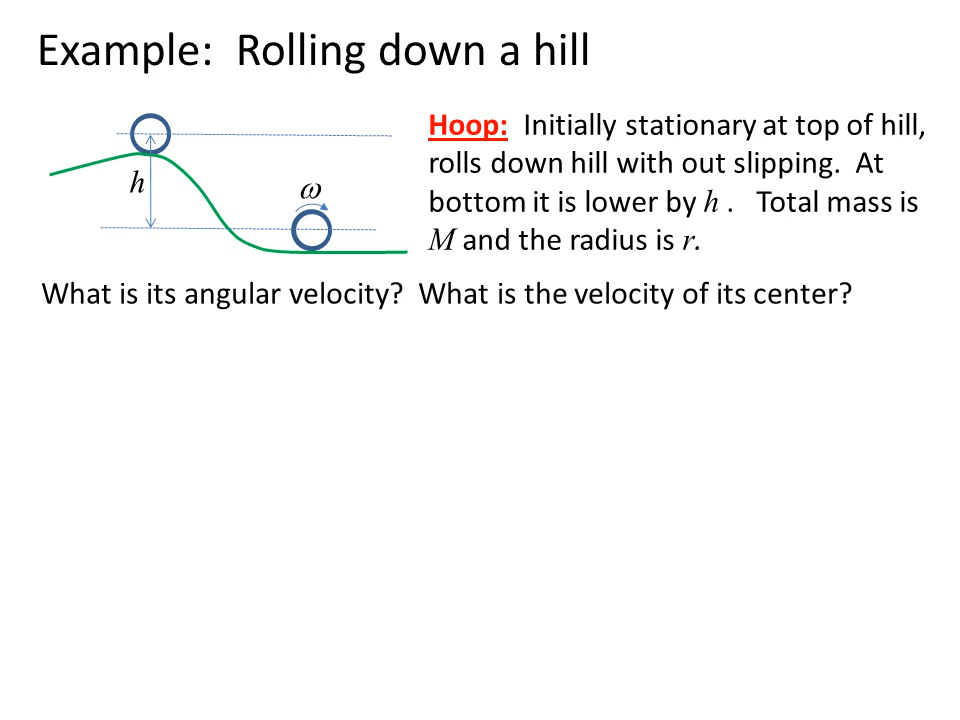 Example: Rolling down a hill
h
ω
Hoop: Initially stationary at top of hill,
rolls down hill with out slipping. At
bottom it is lower by h . Total mass is
M and the radius is r.
What is its angular velocity? What is the velocity of its center?